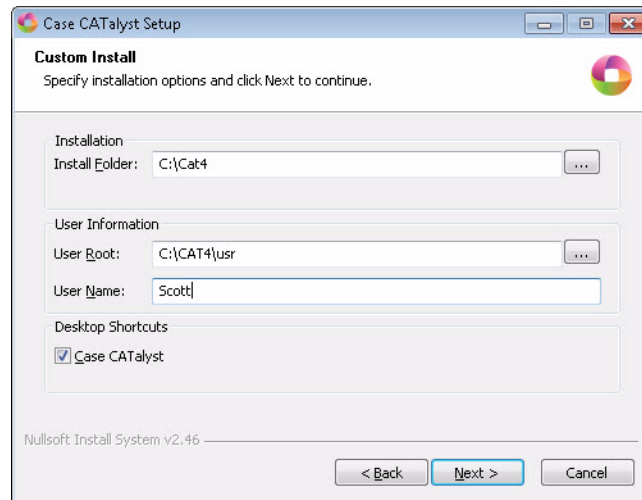 Case CATalyst Setup
Custom Install
Specify installation options and click Next to continue.
Installation
Install Folder: C:\Cat4 ...
User Information
User Root: C:\CAT4\usr ...
User Name: Scott
Desktop Shortcuts
Case CATalyst
Nullsoft Install System v2.46
< Back Next > Cancel